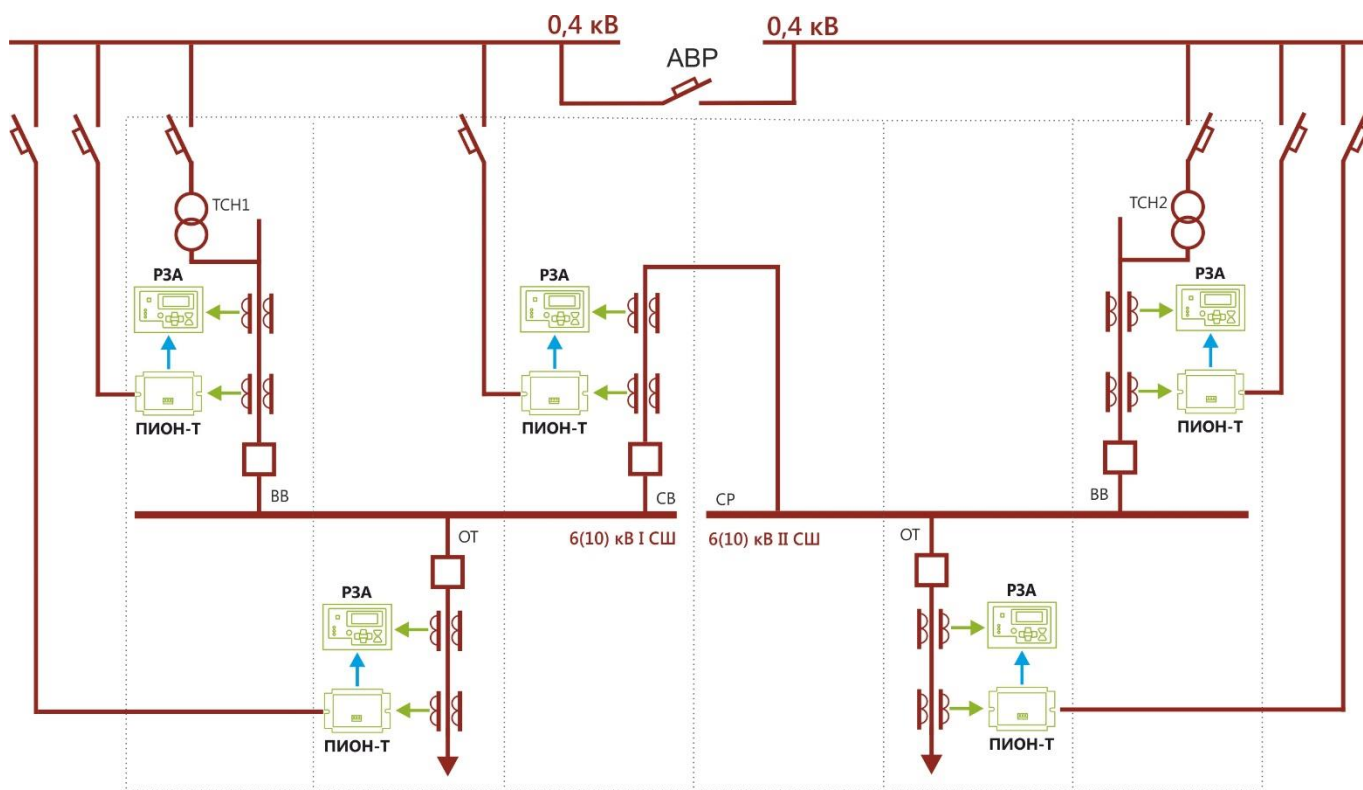 0,4 кВ
0,4 кВ
АВР
ТСН1
ТСН2
РЗА
РЗА
РЗА
ПИОН-Т
ПИОН-Т
ПИОН-Т
ВВ
СВ
СР
ВВ
ОТ
6(10) кВ I СШ
6(10) кВ II СШ
ОТ
РЗА
РЗА
ПИОН-Т
ПИОН-Т